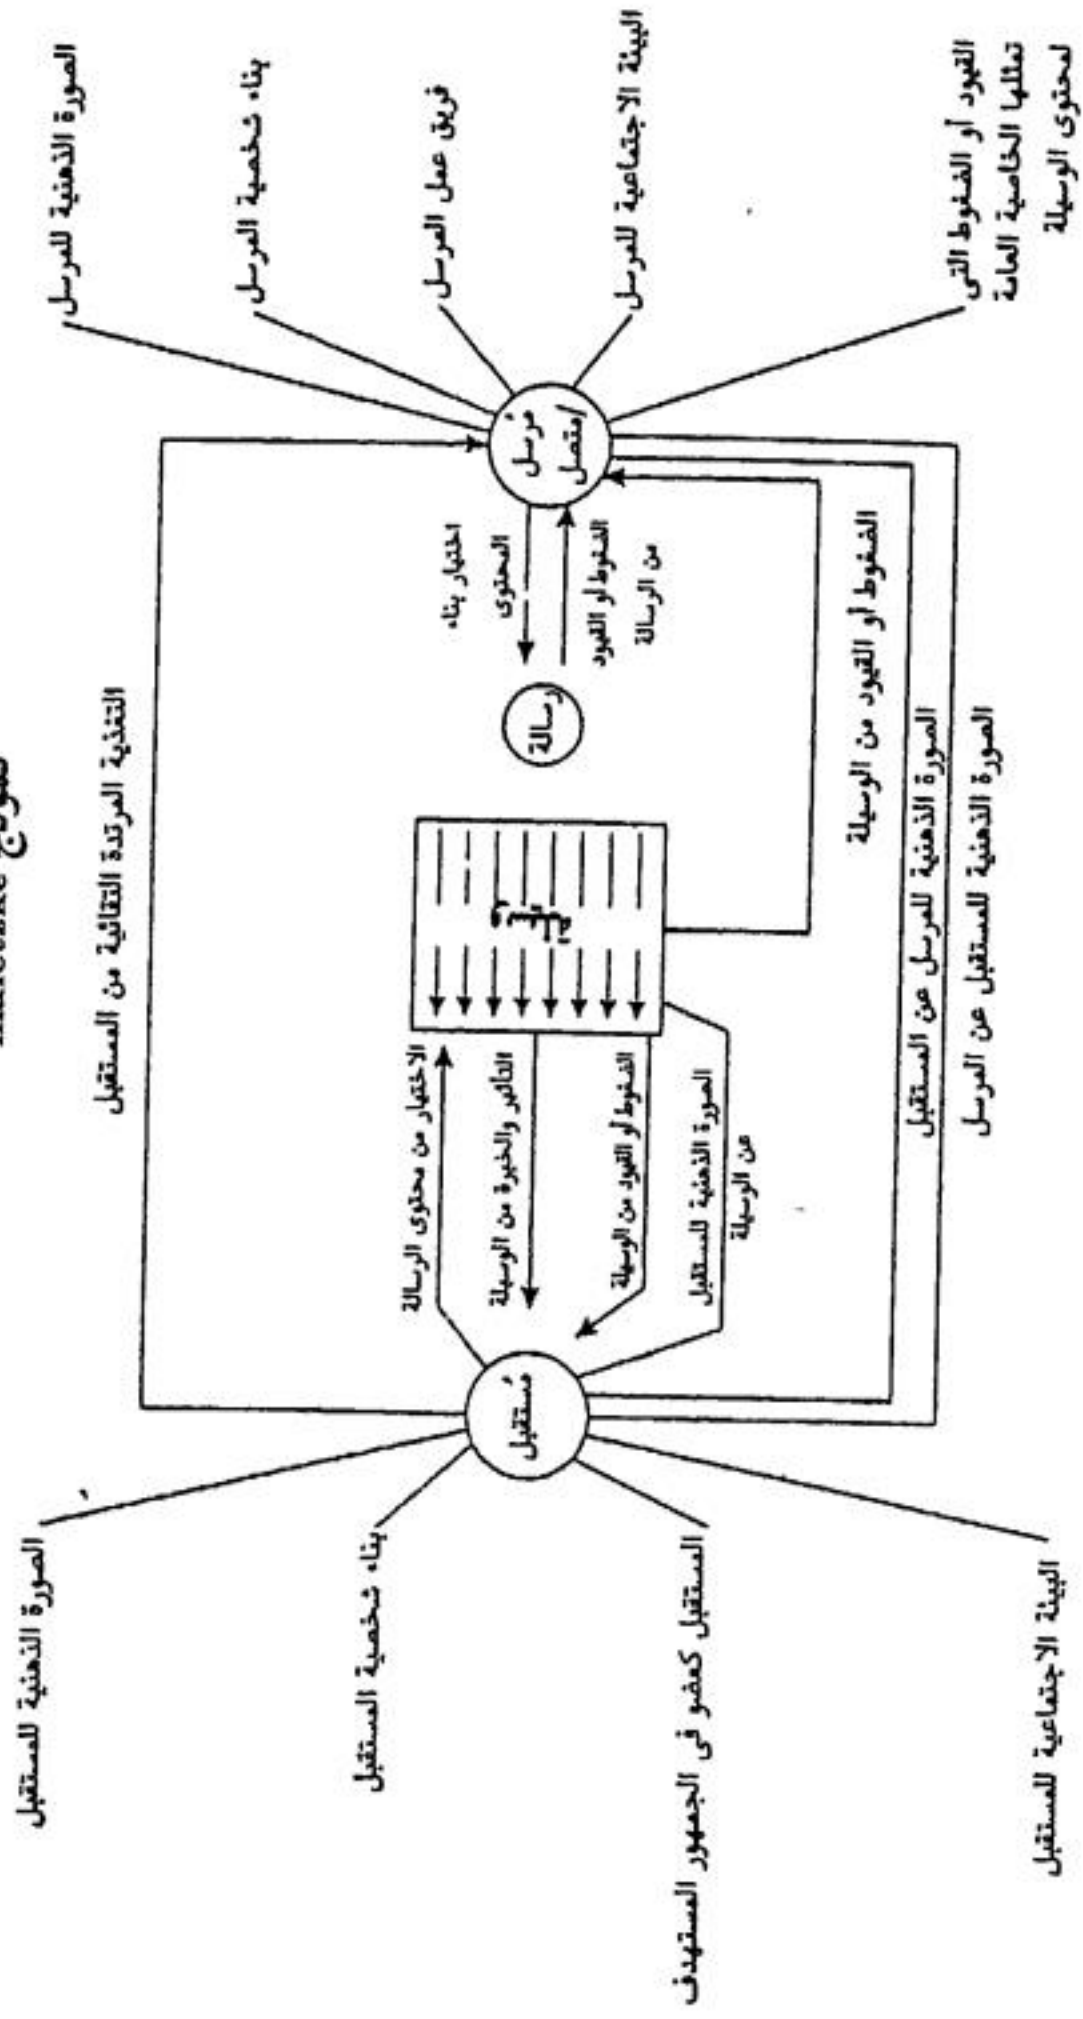 نموذج Maletzke
التغذية المرتدة التلقائية من المستقبل
الصورة الذهنية للمرسل
بناء شخصية المرسل
فريق عمل المرسل
البيئة الاجتماعية للمرسل
القيود أو الضغوط التى
تمثلها الخاصية العامة
لمحتوى الوسيلة
مُرسل
/متصل
اختيار بناء
المحتوى
الضغوط أو القيود
من الرسالة
رسالة
الضغوط أو القيود من الوسيلة
الصورة الذهنية للمرسل عن المستقبل
الصورة الذهنية للمستقبل عن المرسل
الاختيار من محتوى الرسالة
التأثير والخبرة من الوسيلة
الضغوط أو القيود من الوسيلة
الصورة الذهنية للمستقبل
عن الوسيلة
مُستقبل
الصورة الذهنية للمستقبل
بناء شخصية المستقبل
المستقبل كعضو فى الجمهور المستهدف
البيئة الاجتماعية للمستقبل